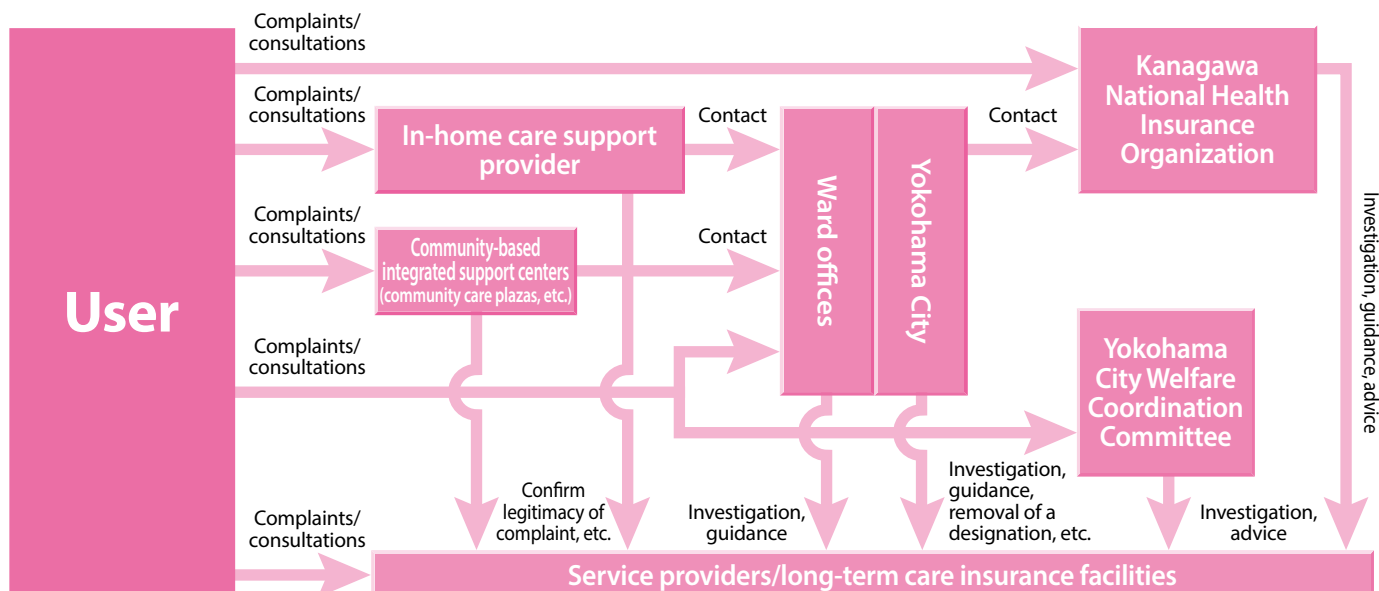 Complaints/
consultations
Complaints/
consultations
Contact
Contact
Kanagawa
National Health
Insurance
Organization
In-home care support
provider
Ward offices
Yokohama City
Complaints/
consultations
Contact
Community-based
integrated support centers
(community care plazas, etc.)
User
Investigation, guidance, advice
Complaints/
consultations
Yokohama
City Welfare
Coordination
Committee
Confirm
legitimacy of
complaint, etc.
Investigation,
guidance
Investigation,
guidance,
removal of a
designation, etc.
Investigation,
advice
Complaints/
consultations
Service providers/long-term care insurance facilities